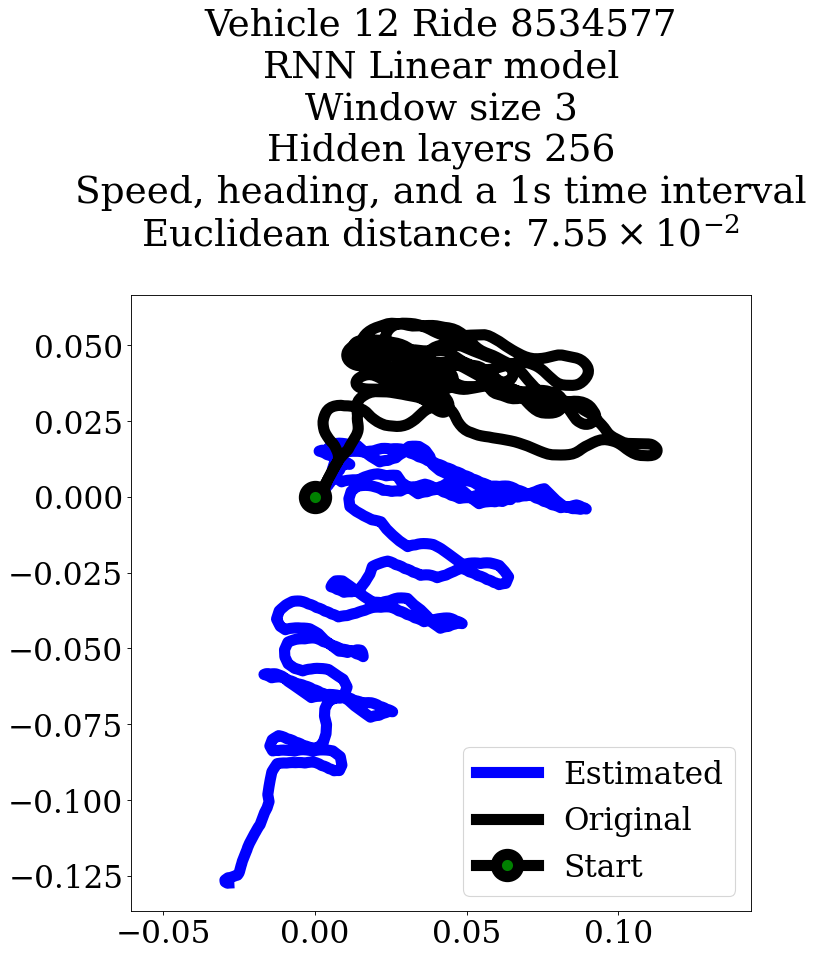 Vehicle 12 Ride 8534577
RNN Linear model
Window size 3
Hidden layers 256
Speed, heading, and a 1s time interval
Euclidean distance: 7.55 × 10⁻²
0.050
0.025
0.000
−0.025
−0.050
−0.075
−0.100
−0.125
Estimated
Original
Start
−0.05 0.00 0.05 0.10